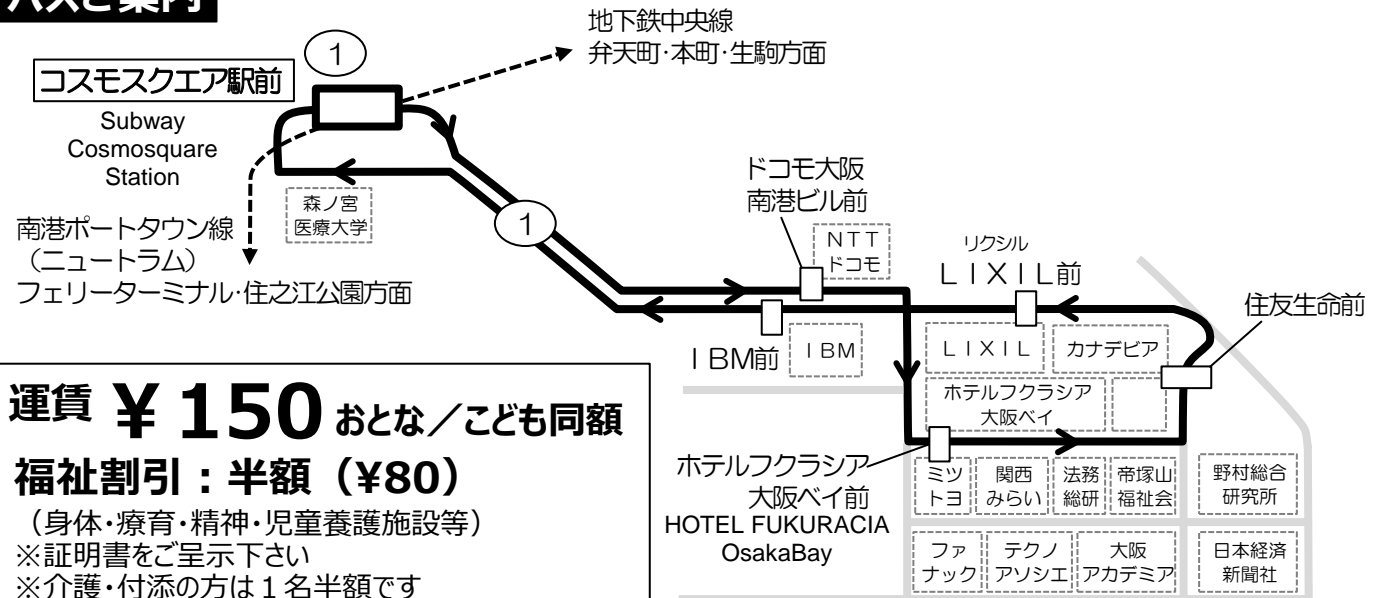 バスご案内
地下鉄中央線
弁天町･本町･生駒方面
1
コスモスクエア駅前
Subway
Cosmosquare
Station
森ノ宮
医療大学
1
南港ポートタウン線
（ニュートラム）
フェリーターミナル･住之江公園方面
ドコモ大阪
南港ビル前
ＮＴＴ
ドコモ
リクシル
ＬＩＸＩＬ前
住友生命前
ＩＢＭ前
ＩＢＭ
ＬＩＸＩＬ
カナデビア
ホテルフクラシア
大阪ベイ
ホテルフクラシア
大阪ベイ前
HOTEL FUKURACIA
OsakaBay
ミツ
トヨ
関西
みらい
法務
総研
帝塚山
福祉会
野村総合
研究所
ファ
ナック
テクノ
アソシエ
大阪
アカデミア
日本経済
新聞社
運賃 ￥150 おとな／こども同額
福祉割引：半額（¥80）
（身体･療育･精神･児童養護施設等）
※証明書をご呈示下さい
※介護･付添の方は１名半額です